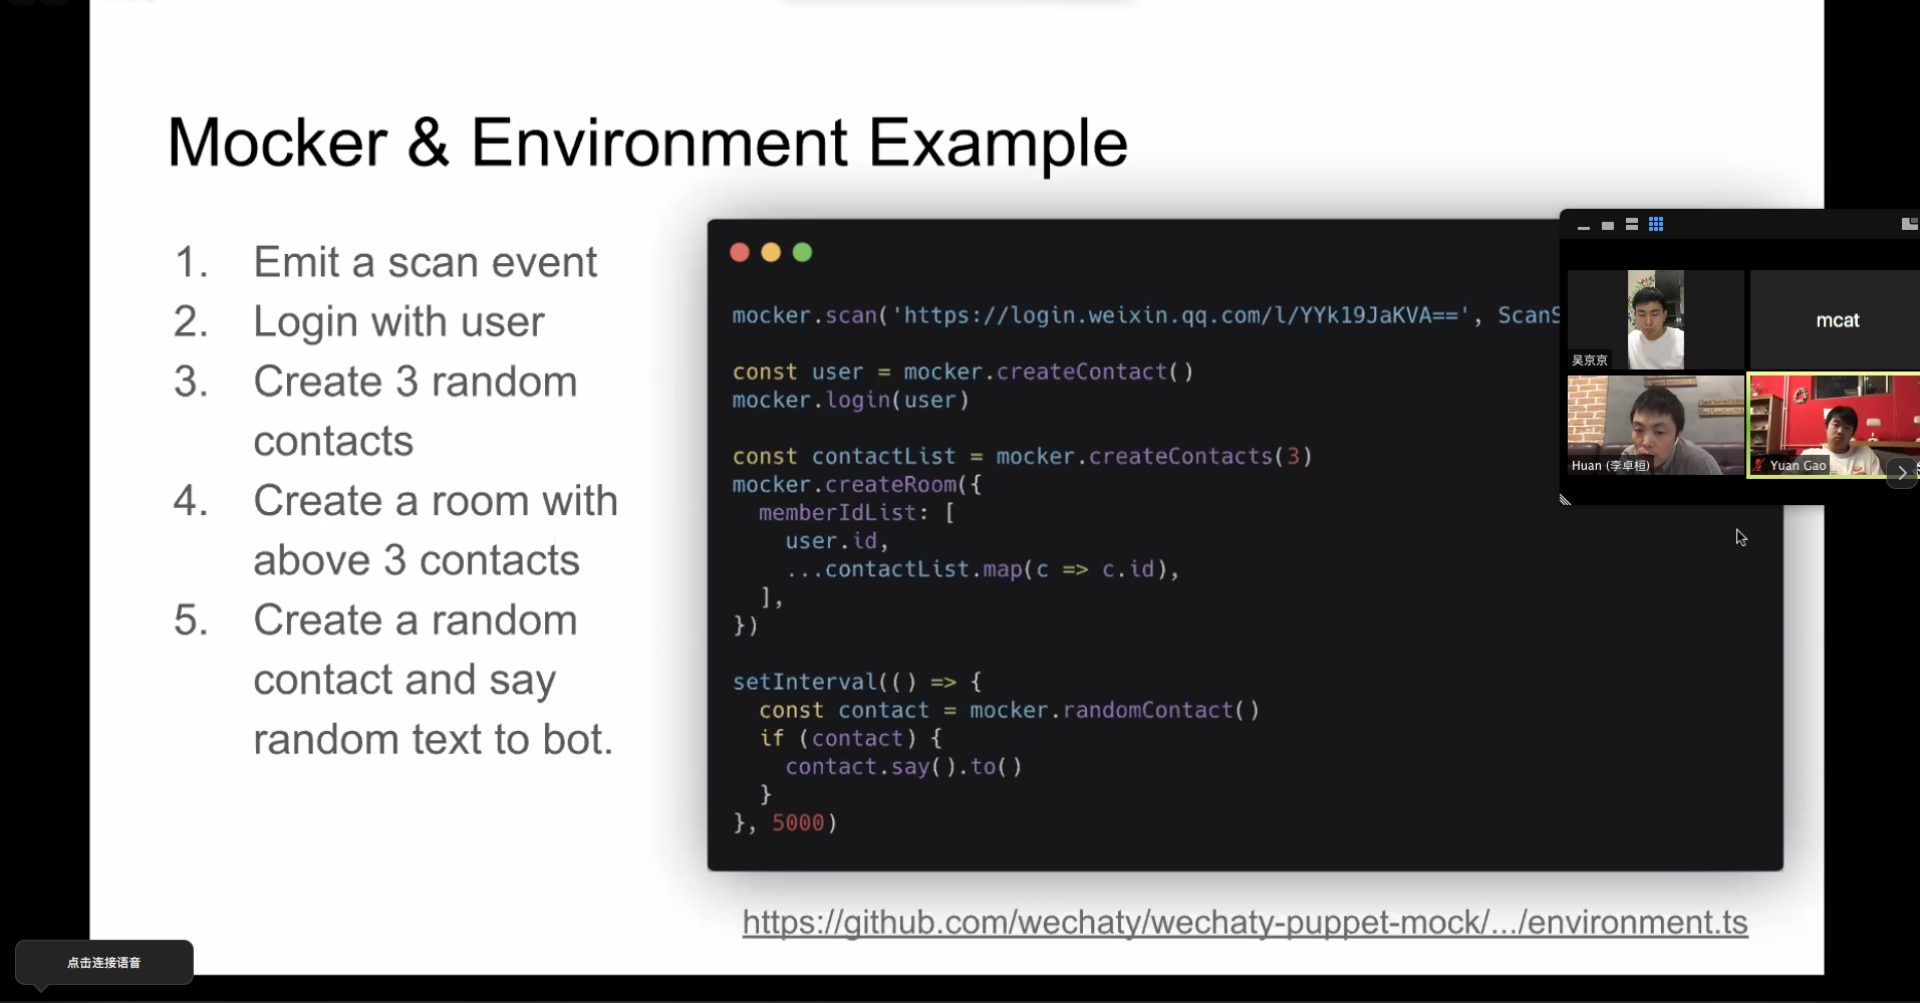 Mocker & Environment Example
1. Emit a scan event
2. Login with user
3. Create 3 random
contacts
4. Create a room with
above 3 contacts
5. Create a random
contact and say
random text to bot.
mocker.scan('https://login.weixin.qq.com/l/YYk19JaKVA==', ScanS
const user = mocker.createContact()
mocker.login(user)
const contactList = mocker.createContacts(3)
mocker.createRoom({
memberIdList: [
user.id,
...contactList.map(c => c.id),
],
})
setInterval(() => {
const contact = mocker.randomContact()
if (contact) {
contact.say().to()
}
}, 5000)
https://github.com/wechaty/wechaty-puppet-mock/.../environment.ts
吴京京
mcat
Huan (李卓桓)
Yuan Gao
点击连接语音